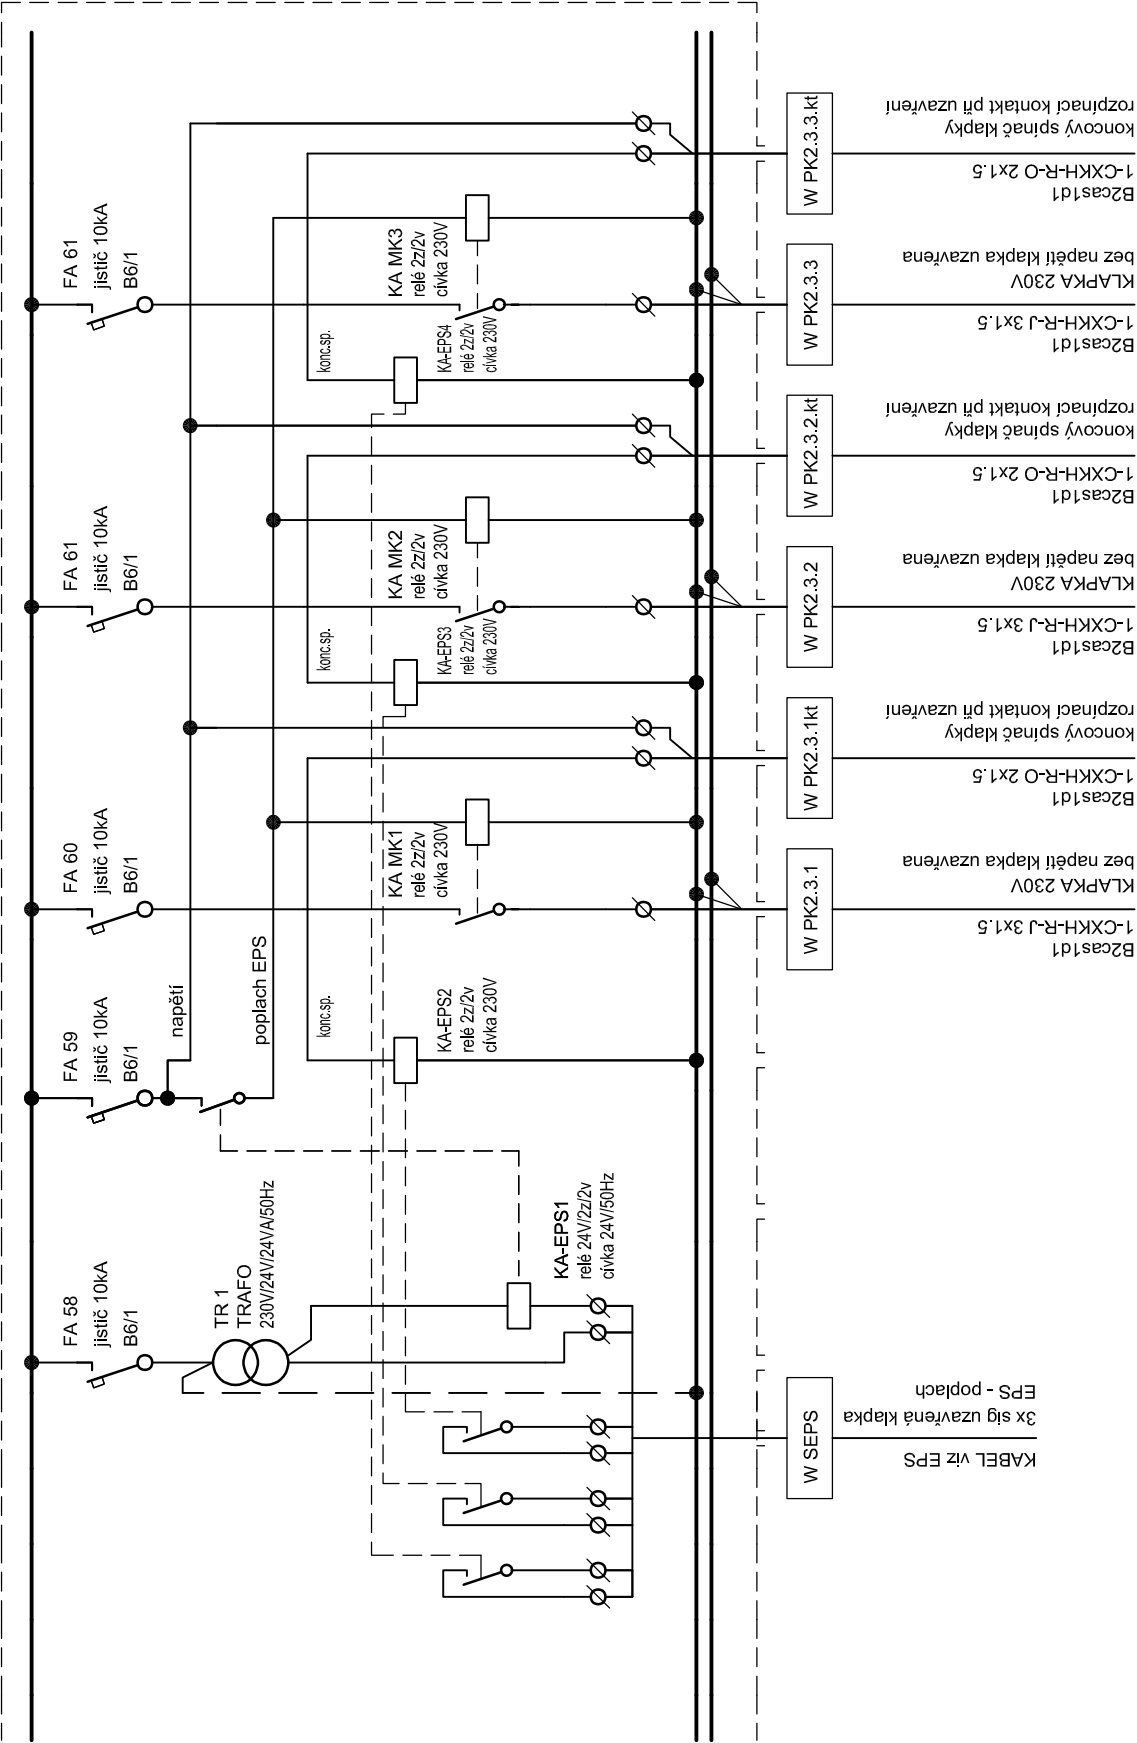 FA 58
jistič 10kA
B6/1
TR 1
TRAFO
230V/24V/24VA/50Hz
KA-EPS1
relé 24V/2z/2v
cívka 24V/50Hz
W SEPS
KABEL viz EPS
3x sig uzavřená klapka
EPS - poplach
FA 59
jistič 10kA
B6/1
napětí
poplach EPS
konc.sp.
KA-EPS2
relé 2z/2v
cívka 230V
FA 60
jistič 10kA
B6/1
KA MK1
relé 2z/2v
cívka 230V
W PK2.3.1
B2cas1d1
1-CXKH-R-J 3x1.5
KLAPKA 230V
bez napětí klapka uzavřena
W PK2.3.1kt
B2cas1d1
1-CXKH-R-O 2x1.5
koncový spínač klapky
rozpínací kontakt při uzavření
FA 61
jistič 10kA
B6/1
konc.sp.
KA-EPS3
relé 2z/2v
cívka 230V
KA MK2
relé 2z/2v
cívka 230V
W PK2.3.2
B2cas1d1
1-CXKH-R-J 3x1.5
KLAPKA 230V
bez napětí klapka uzavřena
W PK2.3.2.kt
B2cas1d1
1-CXKH-R-O 2x1.5
koncový spínač klapky
rozpínací kontakt při uzavření
FA 61
jistič 10kA
B6/1
konc.sp.
KA-EPS4
relé 2z/2v
cívka 230V
KA MK3
relé 2z/2v
cívka 230V
W PK2.3.3
B2cas1d1
1-CXKH-R-J 3x1.5
KLAPKA 230V
bez napětí klapka uzavřena
W PK2.3.3.kt
B2cas1d1
1-CXKH-R-O 2x1.5
koncový spínač klapky
rozpínací kontakt při uzavření